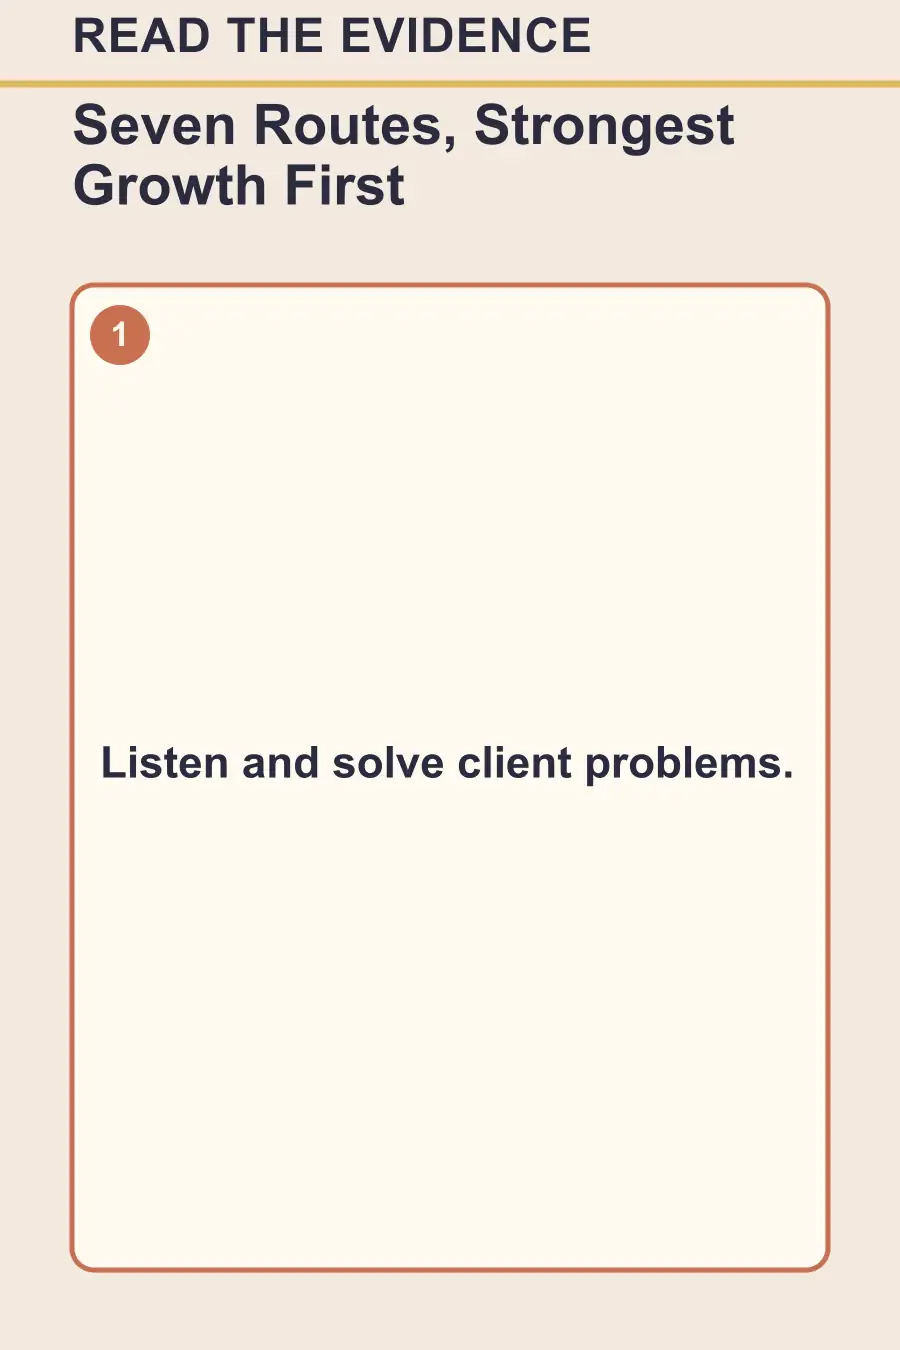 READ THE EVIDENCE
Seven Routes, Strongest
Growth First
1
Listen and solve client problems.